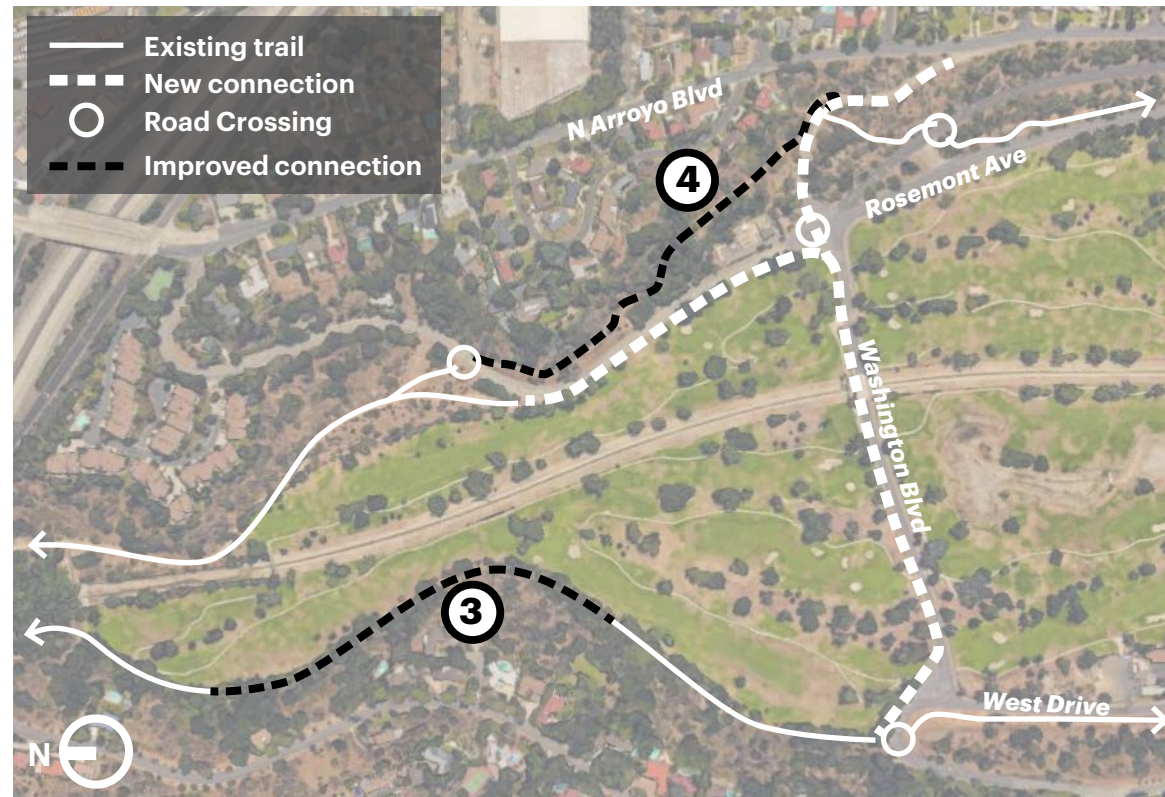 Existing trail
New connection
Road Crossing
Improved connection
N Arroyo Blvd
4
Rosemont Ave
Washington Blvd
3
West Drive
N